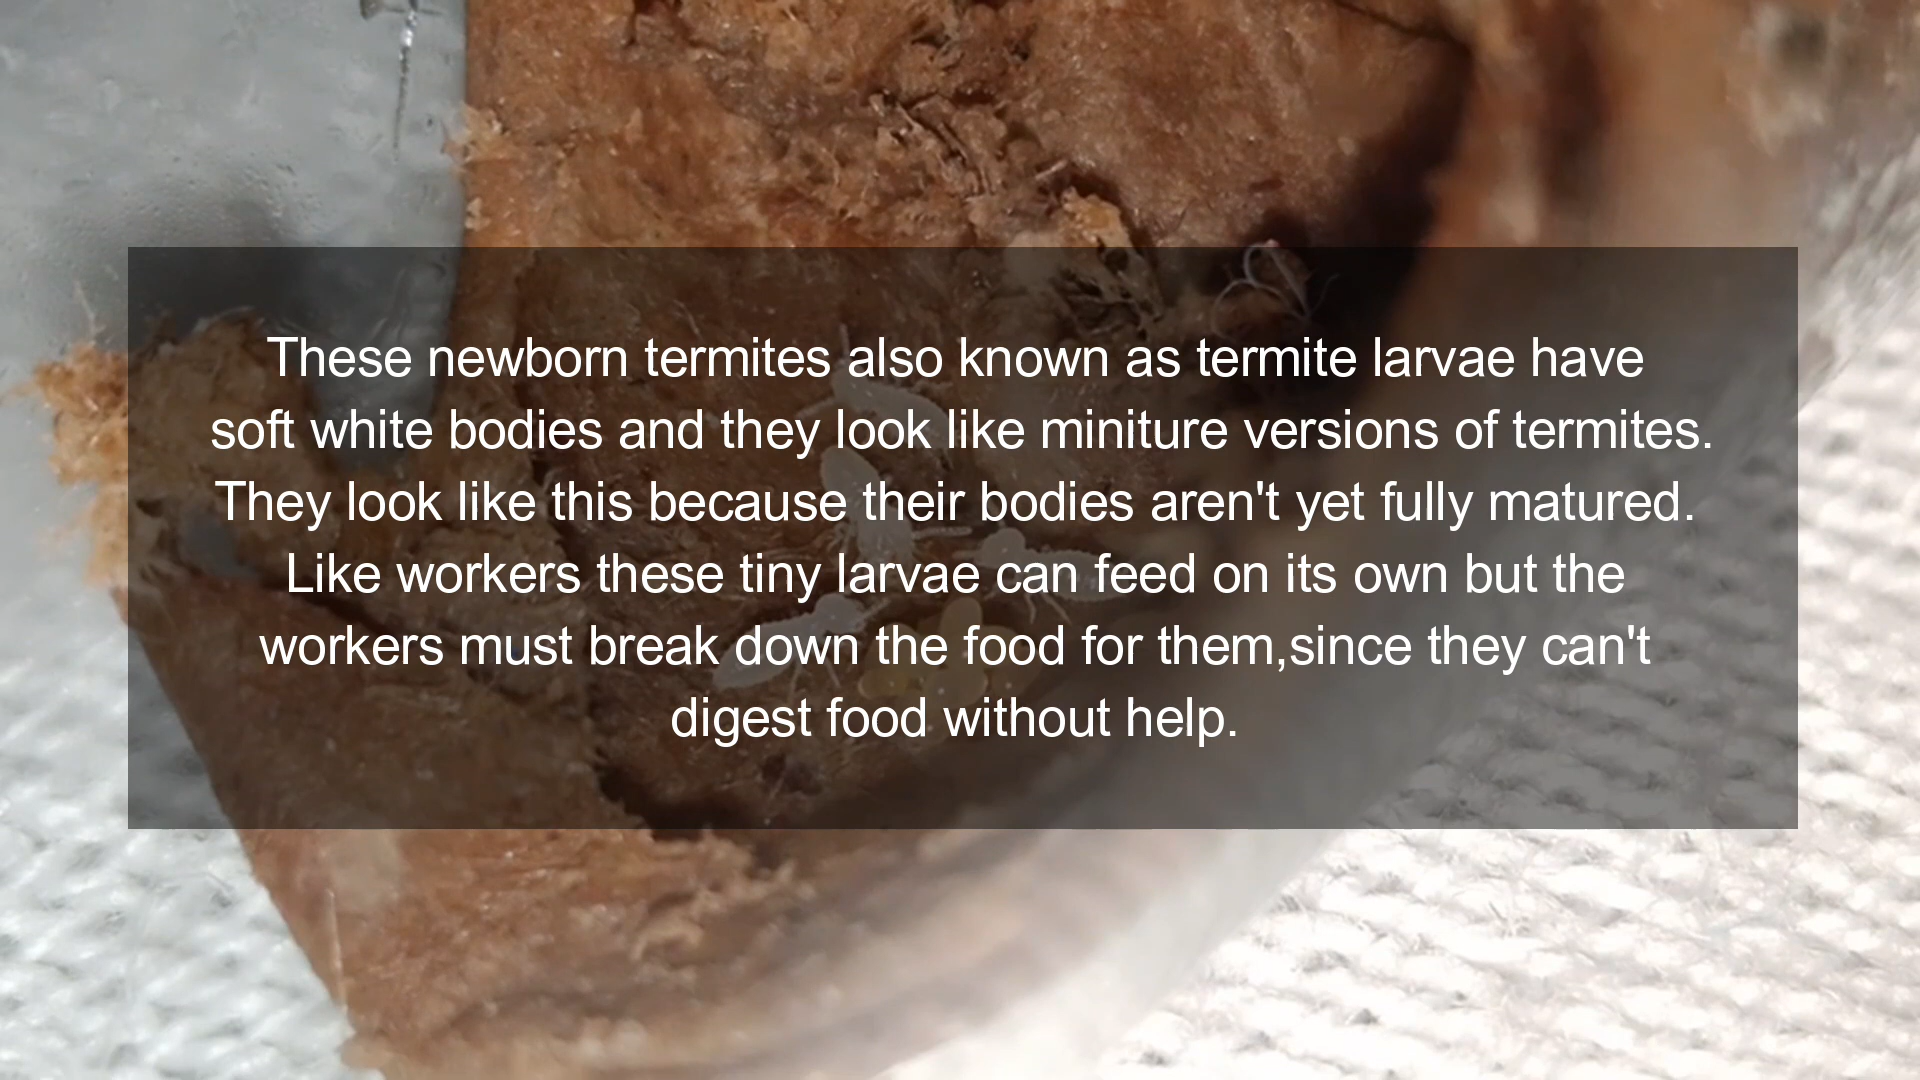 These newborn termites also known as termite larvae have
soft white bodies and they look like miniture versions of termites.
They look like this because their bodies aren't yet fully matured.
Like workers these tiny larvae can feed on its own but the
workers must break down the food for them,since they can't
digest food without help.